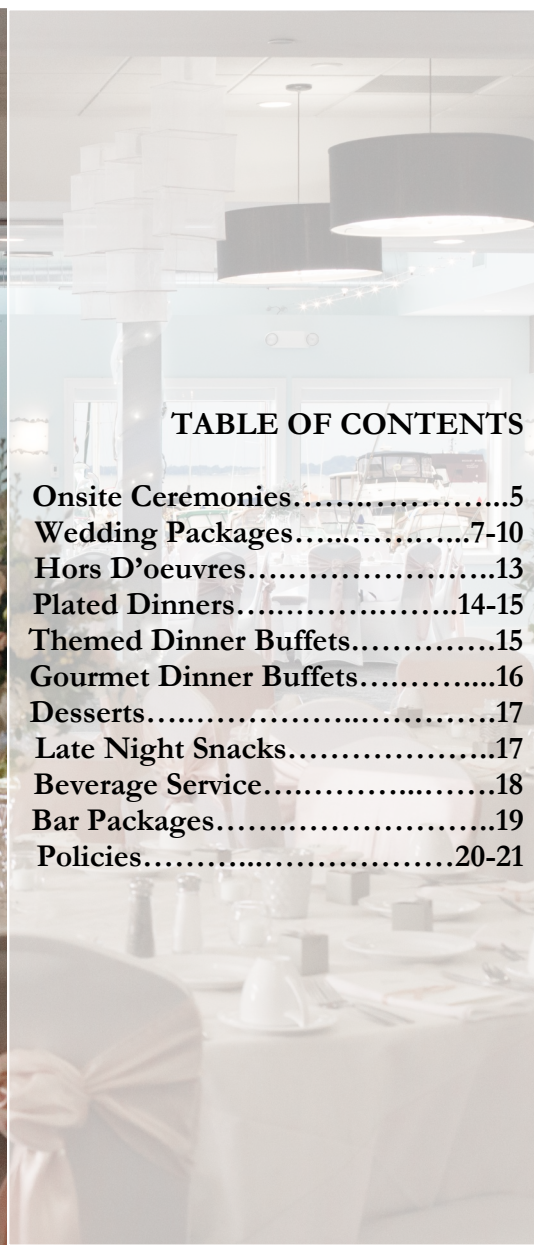 TABLE OF CONTENTS
Onsite Ceremonies…….…………….....5
Wedding Packages…..………...7-10
Hors D’oeuvres…………………..13
Plated Dinners…………………..14-15
Themed Dinner Buffets.………….15
Gourmet Dinner Buffets………....16
Desserts….……………..………….17
Late Night Snacks………………..17
Beverage Service….………...…….18
Bar Packages…….………………..19
Policies………...………………20-21